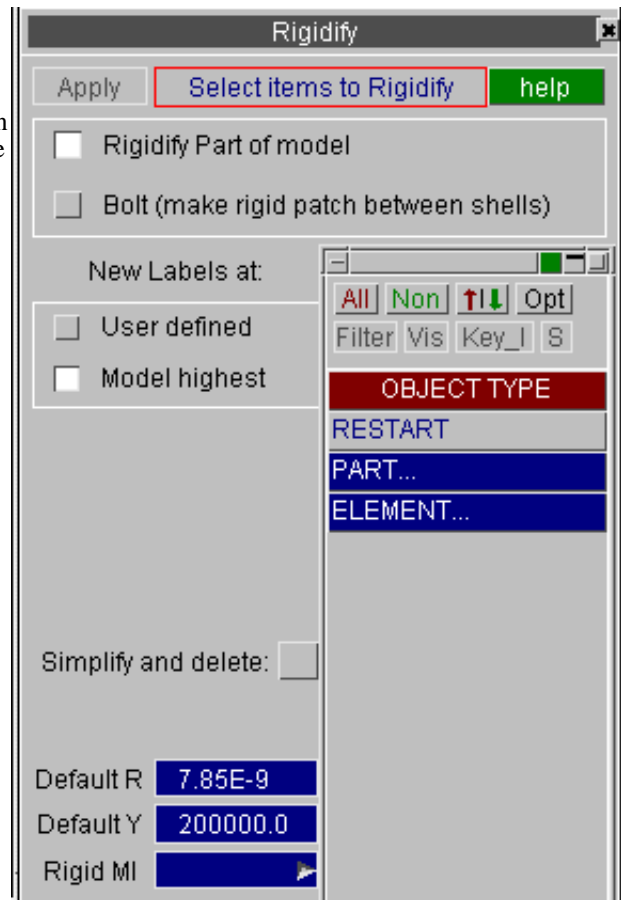 Rigidify
Apply Select items to Rigidify help
n
e
Rigidify Part of model
Bolt (make rigid patch between shells)
New Labels at:
User defined
Model highest
All Non Opt
Filter Vis Key_I S
OBJECT TYPE
RESTART
PART...
ELEMENT...
Simplify and delete:
Default R 7.85E-9
Default Y 200000.0
Rigid MI